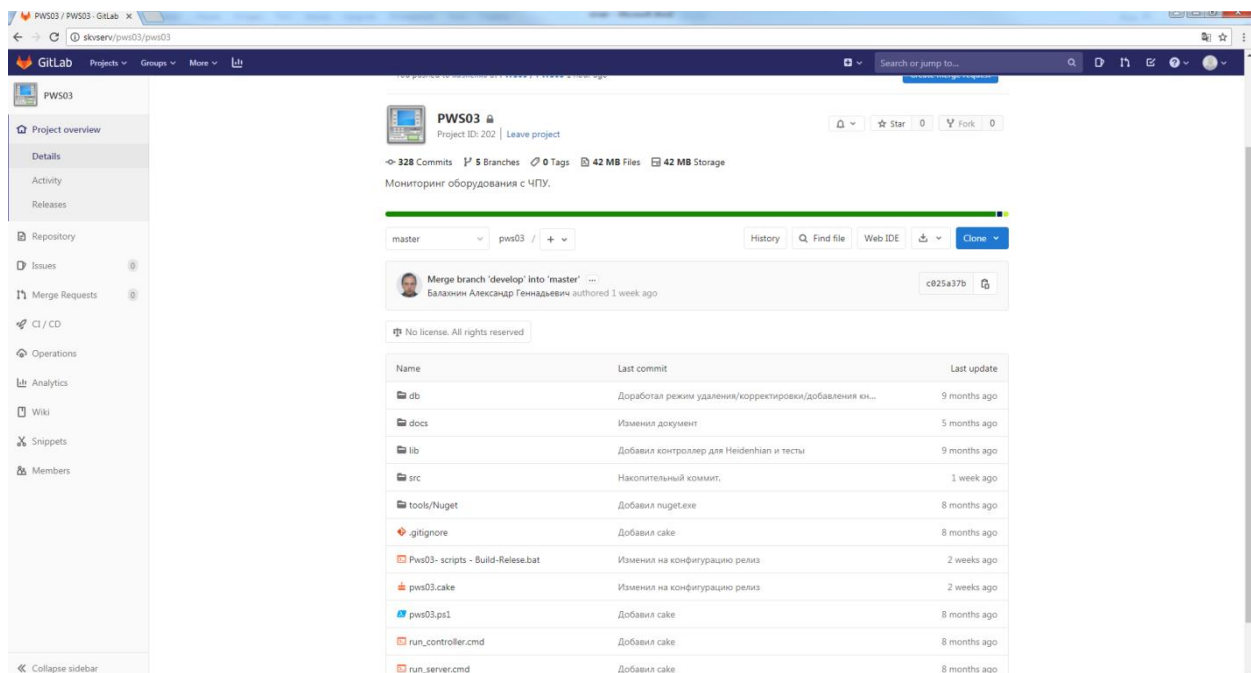 PWS03 / PWS03 · GitLab
skvserv/pws03/pws03
GitLab Projects Groups More Search or jump to...
PWS03
Project overview
Details
Activity
Releases
Repository
Issues 0
Merge Requests 0
CI / CD
Operations
Analytics
Wiki
Snippets
Members
Collapse sidebar
PWS03
Project ID: 202 | Leave project
Star 0 Fork 0
328 Commits 5 Branches 0 Tags 42 MB Files 42 MB Storage
Мониторинг оборудования с ЧПУ.
master pws03 / + History Find file Web IDE Clone
Merge branch 'develop' into 'master' ...
Балахнин Александр Геннадьевич authored 1 week ago
c025a37b
No license. All rights reserved
Name Last commit Last update
db Доработал режим удаления/корректировки/добавления кн... 9 months ago
docs Изменил документ 5 months ago
lib Добавил контроллер для Heidenhian и тесты 9 months ago
src Накопительный коммит. 1 week ago
tools/Nuget Добавил nuget.exe 8 months ago
.gitignore Добавил cake 8 months ago
Pws03- scripts - Build-Relese.bat Изменил на конфигурацию релиз 2 weeks ago
pws03.cake Изменил на конфигурацию релиз 2 weeks ago
pws03.ps1 Добавил cake 8 months ago
run_controller.cmd Добавил cake 8 months ago
run_server.cmd Добавил cake 8 months ago